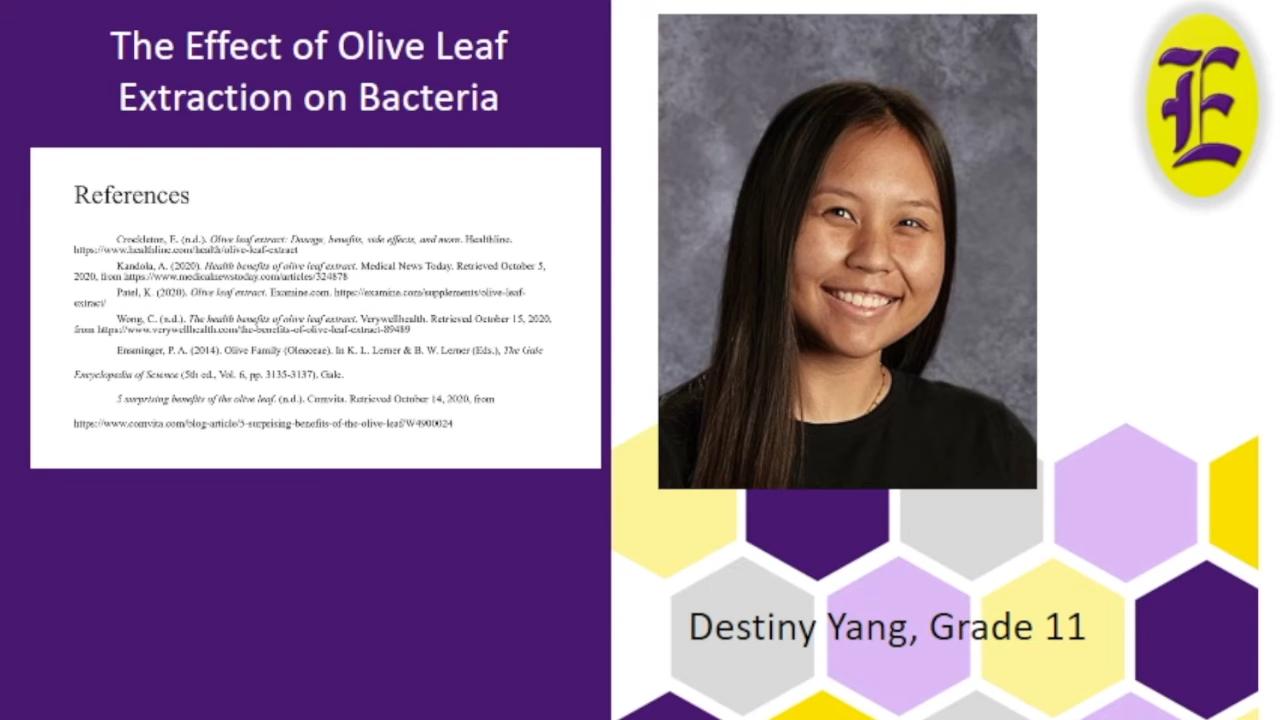 The Effect of Olive Leaf
Extraction on Bacteria
References
Crockleton, E. (n.d.). Olive leaf extract: Dosage, benefits, side effects, and more. Healthline.
https://www.healthline.com/health/olive-leaf-extract
Kandola, A. (2020). Health benefits of olive leaf extract. Medical News Today. Retrieved October 5,
2020, from https://www.medicalnewstoday.com/articles/324878
Patel, K. (2020). Olive leaf extract. Examine.com. https://examine.com/supplements/olive-leaf-
extract/
Wong, C. (n.d.). The health benefits of olive leaf extract. Verywellhealth. Retrieved October 15, 2020,
from https://www.verywellhealth.com/the-benefits-of-olive-leaf-extract-89489
Ensminger, P. A. (2014). Olive Family (Oleaceae). In K. L. Lerner & B. W. Lerner (Eds.), The Gale
Encyclopedia of Science (5th ed., Vol. 6, pp. 3135-3137). Gale.
5 surprising benefits of the olive leaf. (n.d.). Comvita. Retrieved October 14, 2020, from
https://www.comvita.com/blog-article/5-surprising-benefits-of-the-olive-leaf/W4900024
E
Destiny Yang, Grade 11